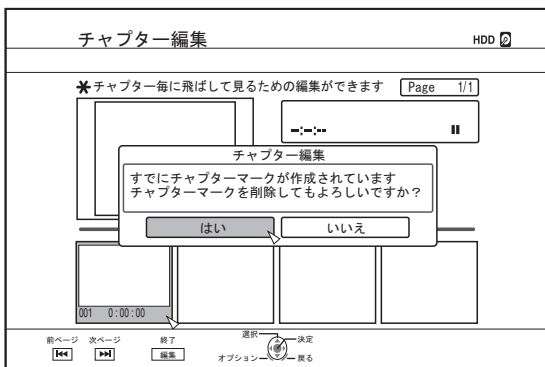 チャプター編集
HDD
✱チャプター毎に飛ばして見るための編集ができます
Page 1/1
-:-:--
チャプター編集
すでにチャプターマークが作成されています
チャプターマークを削除してもよろしいですか？
はい
いいえ
001 0:00:00
前ページ 次ページ 終了
編集
選択
決定
オプション
戻る